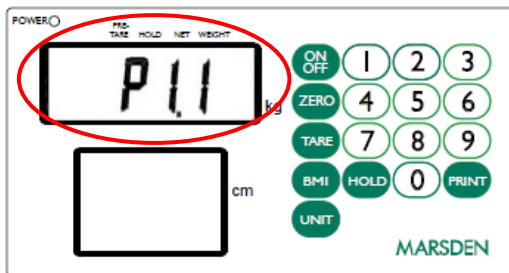 POWER
PRE-
TARE HOLD NET WEIGHT
P1.1
kg
cm
ON
OFF
1 2 3
ZERO 4 5 6
TARE 7 8 9
BMI HOLD 0 PRINT
UNIT
MARSDEN